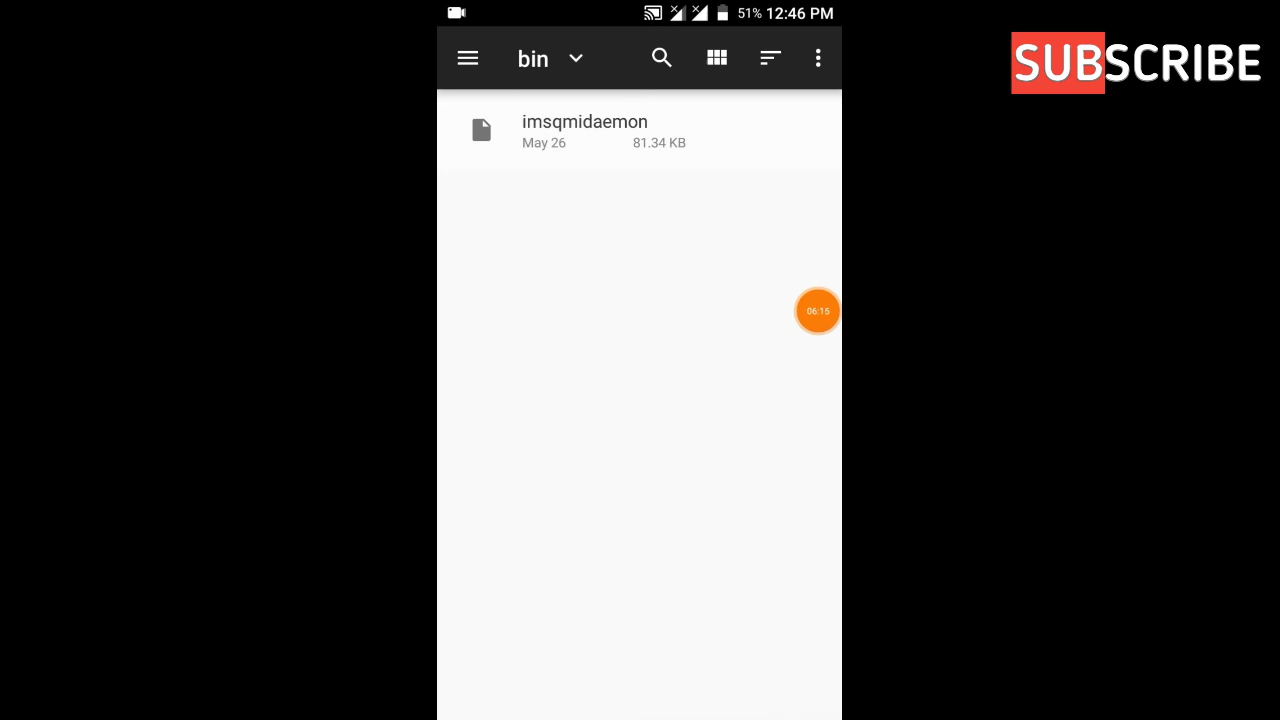 51% 12:46 PM
SUBSCRIBE
bin
imsqmidaemon
May 26 81.34 KB
06:15